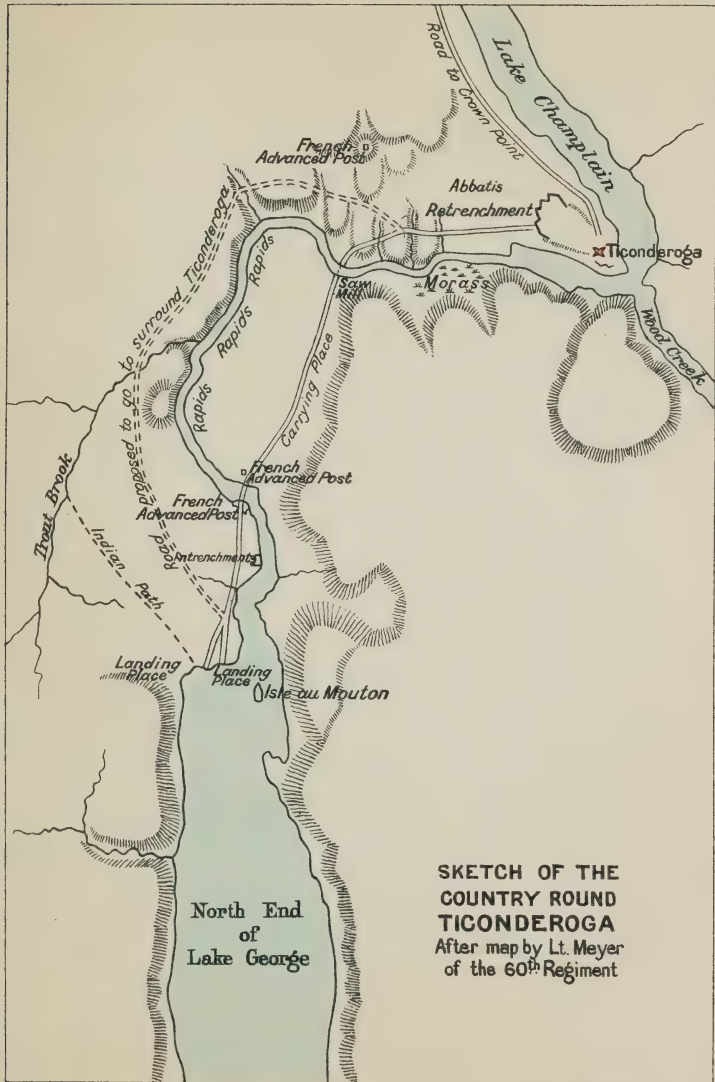 Lake Champlain
Road to Crown Point
French
Advanced Post
Abbatis
Retrenchment
Ticonderoga
Saw
Mill
Morass
Wood Creek
Rapids
Rapids
Rapids
Carrying Place
Road proposed to go to surround Ticonderoga
French
Advanced Post
French
Advanced Post
Trout Brook
Indian Path
Entrenchments
Landing
Place
Landing
Place
Isle au Mouton
North End
of
Lake George
SKETCH OF THE
COUNTRY ROUND
TICONDEROGA
After map by Lt. Meyer
of the 60th Regiment